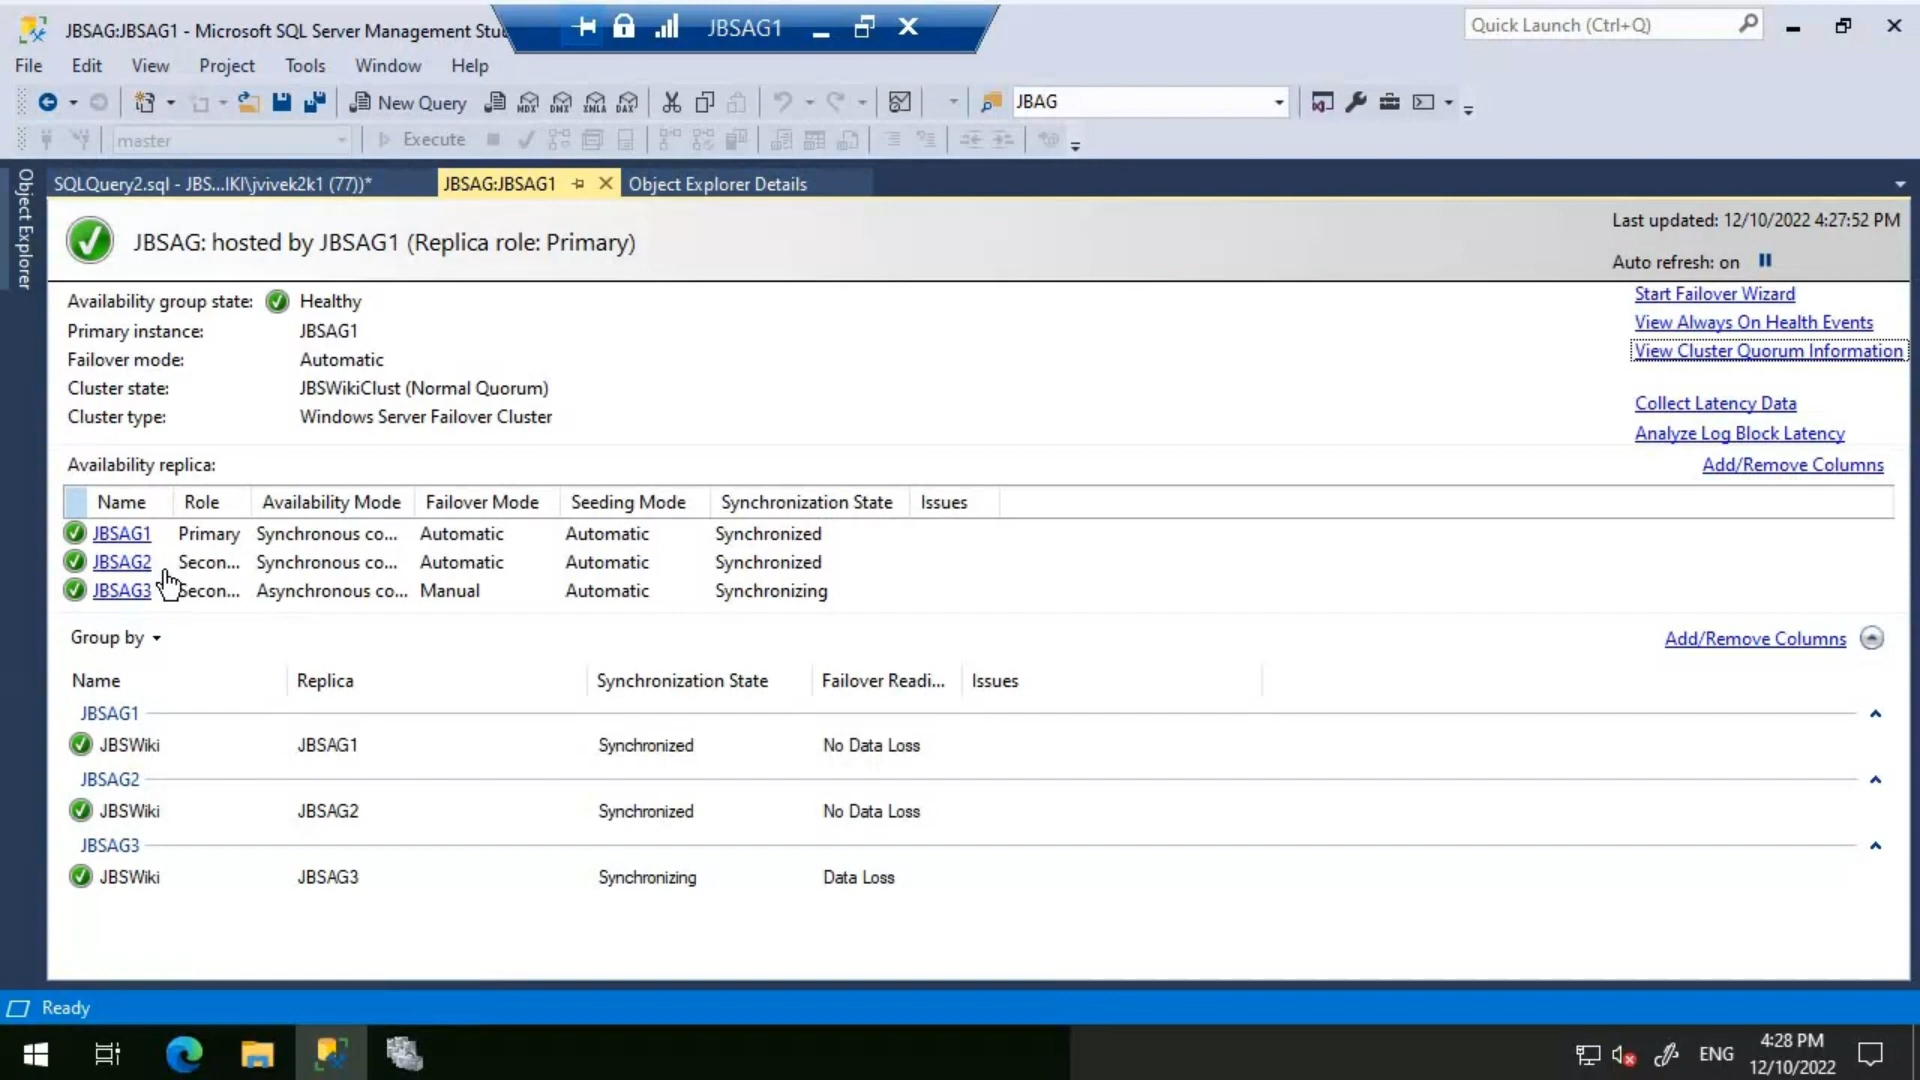 JBSAG:JBSAG1 - Microsoft SQL Server Management Stu
JBSAG1
Quick Launch (Ctrl+Q)
File Edit View Project Tools Window Help
New Query MDX DMX XMLA DAX JBAG
master Execute
Object Explorer
SQLQuery2.sql - JBS...IKI\jvivek2k1 (77))* JBSAG:JBSAG1 Object Explorer Details
JBSAG: hosted by JBSAG1 (Replica role: Primary)
Last updated: 12/10/2022 4:27:52 PM
Auto refresh: on
Availability group state: Healthy
Primary instance: JBSAG1
Failover mode: Automatic
Cluster state: JBSWikiClust (Normal Quorum)
Cluster type: Windows Server Failover Cluster
Start Failover Wizard
View Always On Health Events
View Cluster Quorum Information
Collect Latency Data
Analyze Log Block Latency
Availability replica: Add/Remove Columns
Name Role Availability Mode Failover Mode Seeding Mode Synchronization State Issues
JBSAG1 Primary Synchronous co... Automatic Automatic Synchronized
JBSAG2 Secon... Synchronous co... Automatic Automatic Synchronized
JBSAG3 Secon... Asynchronous co... Manual Automatic Synchronizing
Group by Add/Remove Columns
Name Replica Synchronization State Failover Readi... Issues
JBSAG1
JBSWiki JBSAG1 Synchronized No Data Loss
JBSAG2
JBSWiki JBSAG2 Synchronized No Data Loss
JBSAG3
JBSWiki JBSAG3 Synchronizing Data Loss
Ready
ENG
4:28 PM
12/10/2022